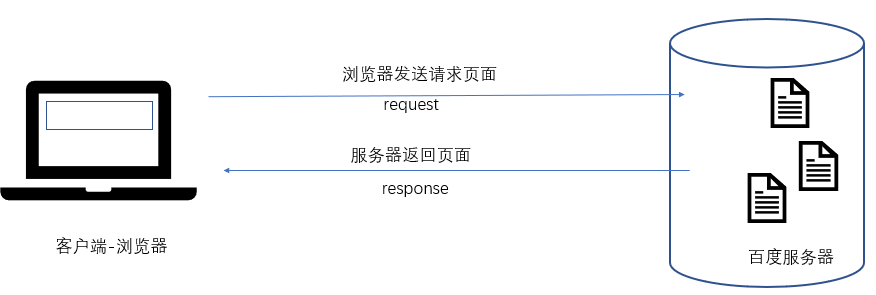 浏览器发送请求页面
request
服务器返回页面
response
客户端-浏览器
百度服务器